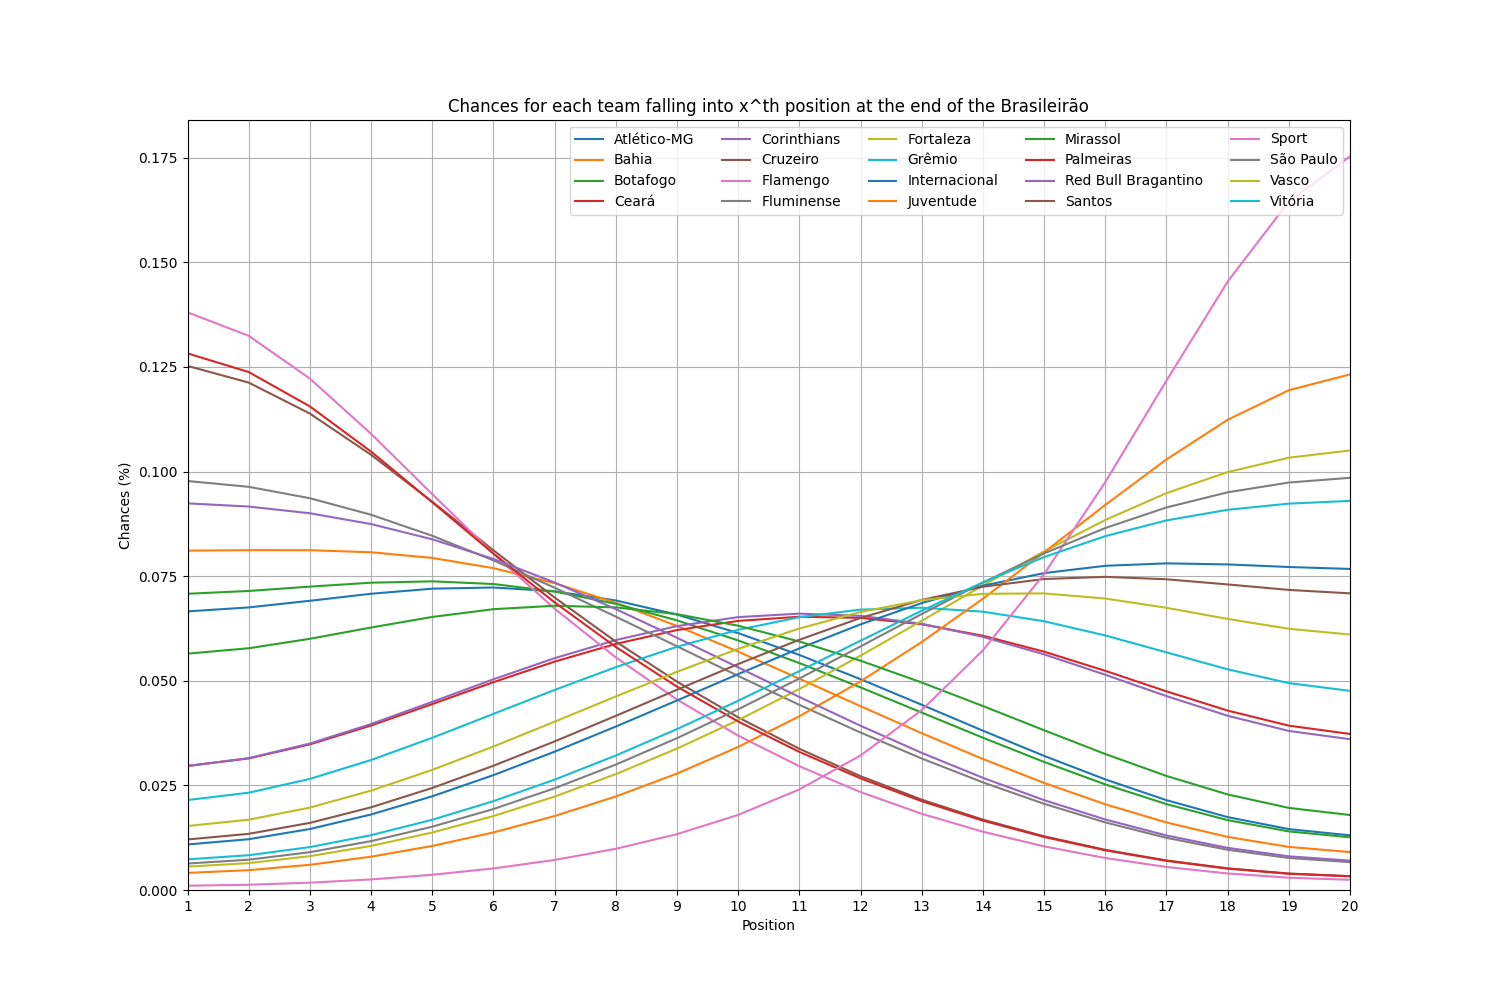 Chances for each team falling into x^th position at the end of the Brasileirão
Atlético-MG Corinthians Fortaleza Mirassol Sport
Bahia Cruzeiro Grêmio Palmeiras São Paulo
Botafogo Flamengo Internacional Red Bull Bragantino Vasco
Ceará Fluminense Juventude Santos Vitória
Chances (%)
0.175
0.150
0.125
0.100
0.075
0.050
0.025
0.000
1 2 3 4 5 6 7 8 9 10 11 12 13 14 15 16 17 18 19 20
Position